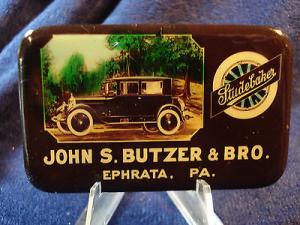 Studebaker
JOHN S. BUTZER & BRO.
EPHRATA, PA.